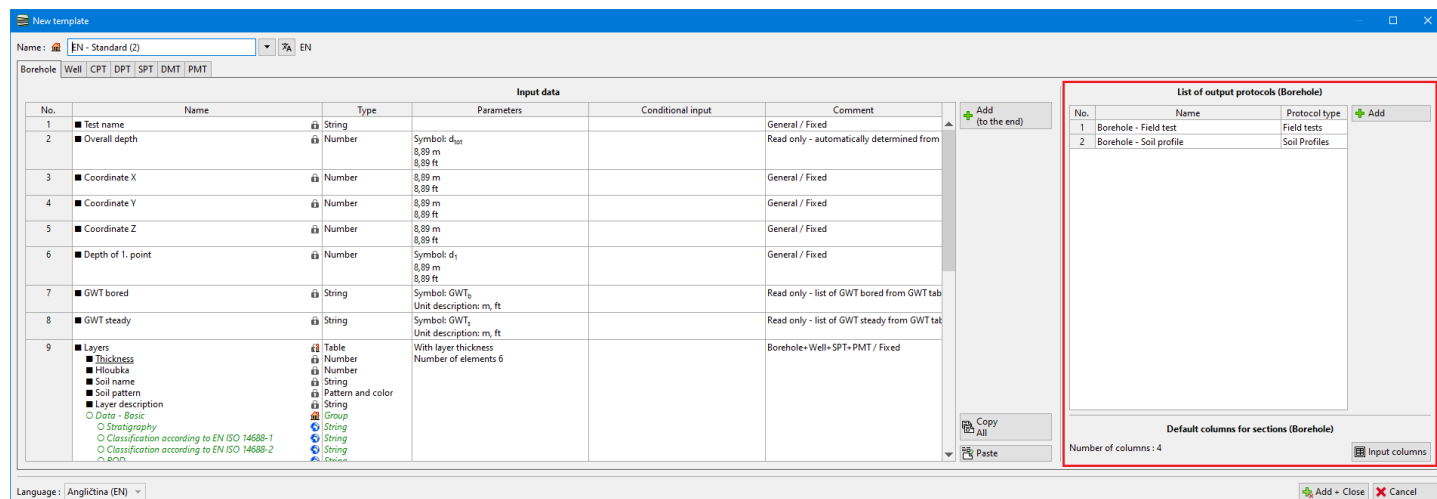 New template
Name : EN - Standard (2) EN
Borehole Well CPT DPT SPT DMT PMT
Input data
No. Name Type Parameters Conditional input Comment
1 Test name String General / Fixed
2 Overall depth Number Symbol: dtot Read only - automatically determined from
8,89 m
8,89 ft
3 Coordinate X Number 8,89 m General / Fixed
8,89 ft
4 Coordinate Y Number 8,89 m General / Fixed
8,89 ft
5 Coordinate Z Number 8,89 m General / Fixed
8,89 ft
6 Depth of 1. point Number Symbol: d1 General / Fixed
8,89 m
8,89 ft
7 GWT bored String Symbol: GWTb Read only - list of GWT bored from GWT tab
Unit description: m, ft
8 GWT steady String Symbol: GWTs Read only - list of GWT steady from GWT tab
Unit description: m, ft
9 Layers Table With layer thickness Borehole+Well+SPT+PMT / Fixed
Thickness Number Number of elements 6
Hloubka Number
Soil name String
Soil pattern Pattern and color
Layer description String
Data - Basic Group
Stratigraphy String
Classification according to EN ISO 14688-1 String
Classification according to EN ISO 14688-2 String
RQD String
Add
(to the end)
Copy
All
Paste
List of output protocols (Borehole)
No. Name Protocol type Add
1 Borehole - Field test Field tests
2 Borehole - Soil profile Soil Profiles
Default columns for sections (Borehole)
Number of columns : 4 Input columns
Language : Angličtina (EN) Add + Close Cancel